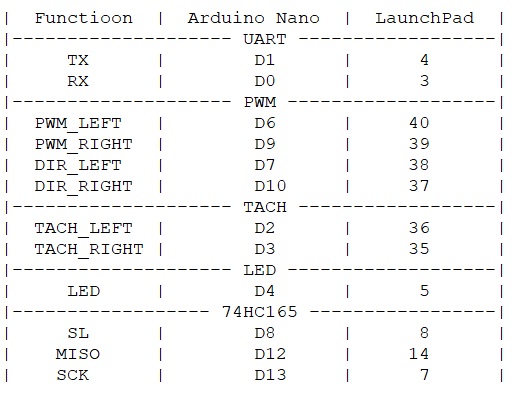 | Functioon | Arduino Nano | LaunchPad |
|-------------------- UART -------------------|
| TX | D1 | 4 |
| RX | D0 | 3 |
|-------------------- PWM --------------------|
| PWM_LEFT | D6 | 40 |
| PWM_RIGHT | D9 | 39 |
| DIR_LEFT | D7 | 38 |
| DIR_RIGHT | D10 | 37 |
|-------------------- TACH -------------------|
| TACH_LEFT | D2 | 36 |
| TACH_RIGHT | D3 | 35 |
|-------------------- LED --------------------|
| LED | D4 | 5 |
|------------------ 74HC165 ------------------|
| SL | D8 | 8 |
| MISO | D12 | 14 |
| SCK | D13 | 7 |